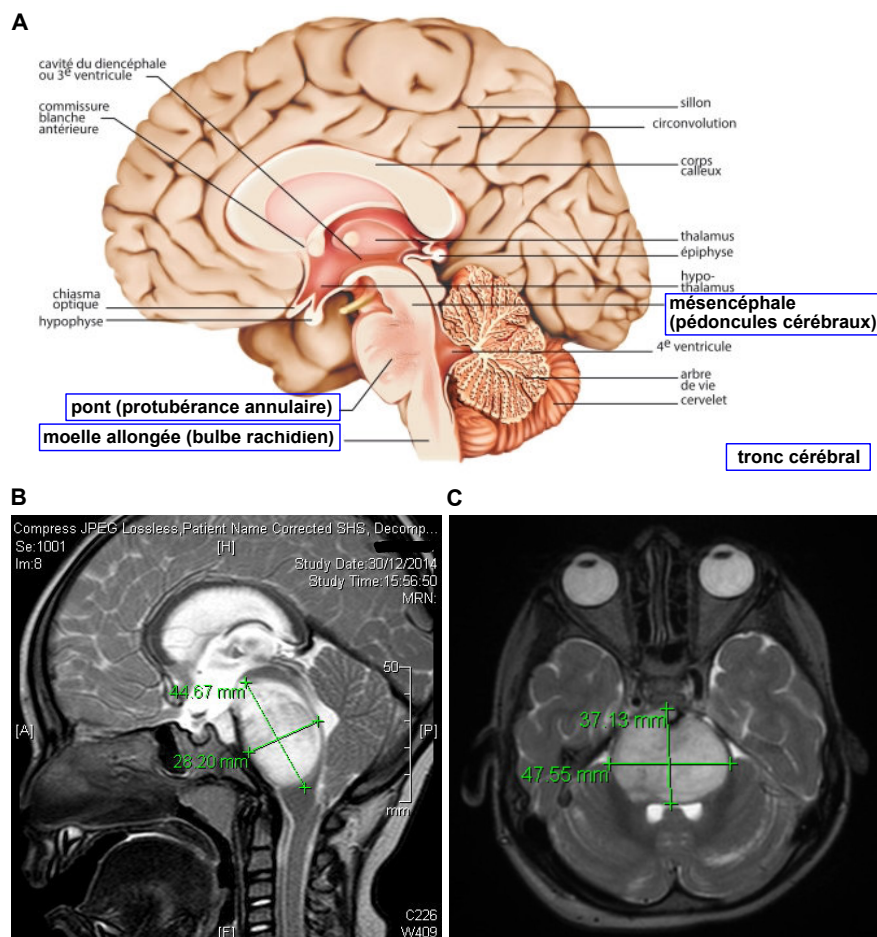 A
cavité du diencéphale
ou 3e ventricule
commissure
blanche
antérieure
chiasma
optique
hypophyse
pont (protubérance annulaire)
moelle allongée (bulbe rachidien)
sillon
circonvolution
corps
calleux
thalamus
épiphyse
hypo-
thalamus
mésencéphale
(pédoncules cérébraux)
4e ventricule
arbre
de vie
cervelet
tronc cérébral
B
Compress JPEG Lossless,Patient Name Corrected SHS, Decomp...
Se:1001
Im:8
[H]
Study Date:30/12/2014
Study Time:15:56:50
MRN:
50
44.67 mm
[A]
[P]
28.20 mm
mm
C226
W409
[F]
C
37.13 mm
47.55 mm